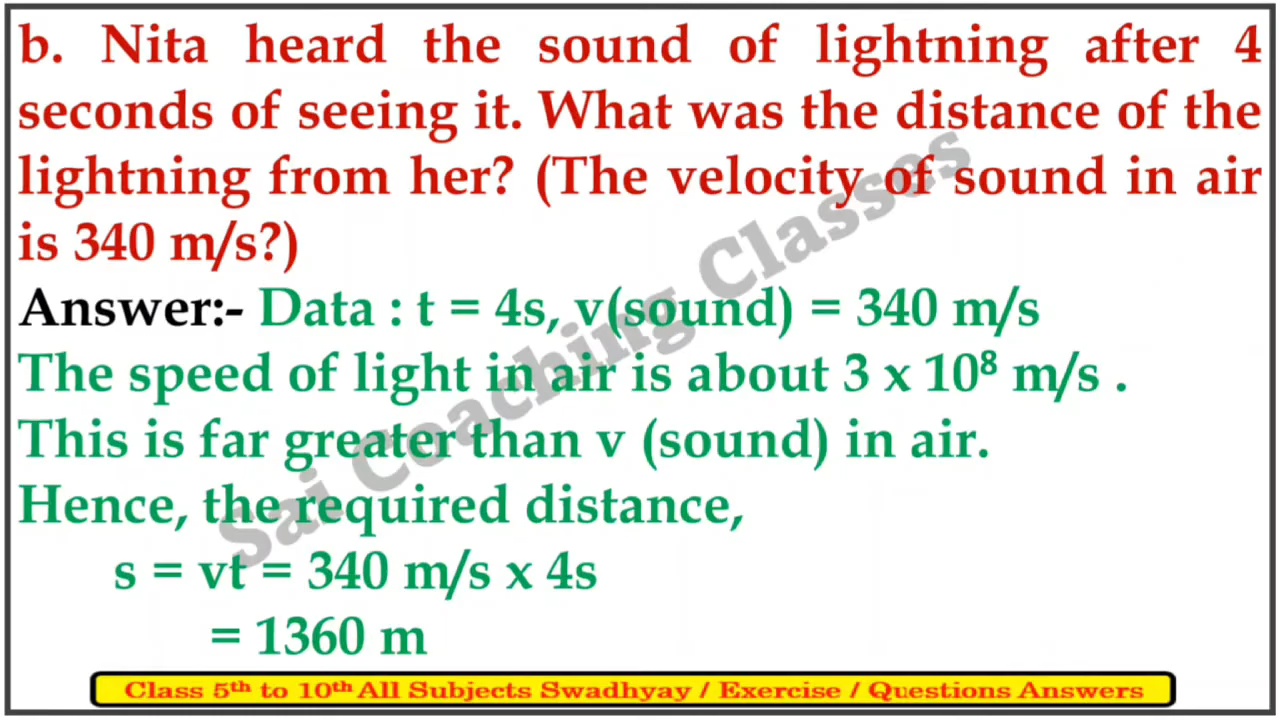 b. Nita heard the sound of lightning after 4
seconds of seeing it. What was the distance of the
lightning from her? (The velocity of sound in air
is 340 m/s?)
Answer:- Data : t = 4s, v(sound) = 340 m/s
The speed of light in air is about 3 x 10⁸ m/s .
This is far greater than v (sound) in air.
Hence, the required distance,
s = vt = 340 m/s x 4s
= 1360 m
Sai Coaching Classes
Class 5th to 10th All Subjects Swadhyay / Exercise / Questions Answers